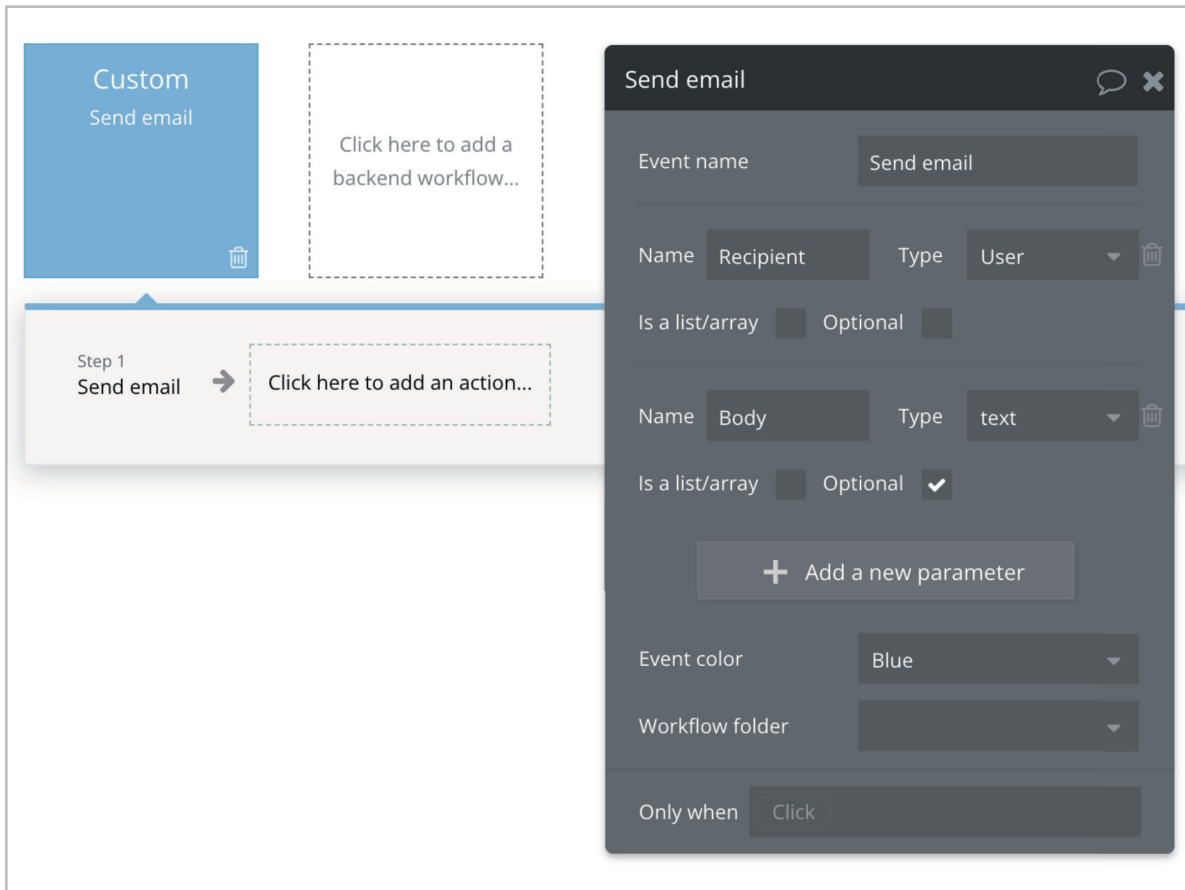 Custom
Send email
Click here to add a
backend workflow...
Step 1
Send email
Click here to add an action...
Send email
Event name Send email
Name Recipient Type User
Is a list/array Optional
Name Body Type text
Is a list/array Optional
Add a new parameter
Event color Blue
Workflow folder
Only when Click